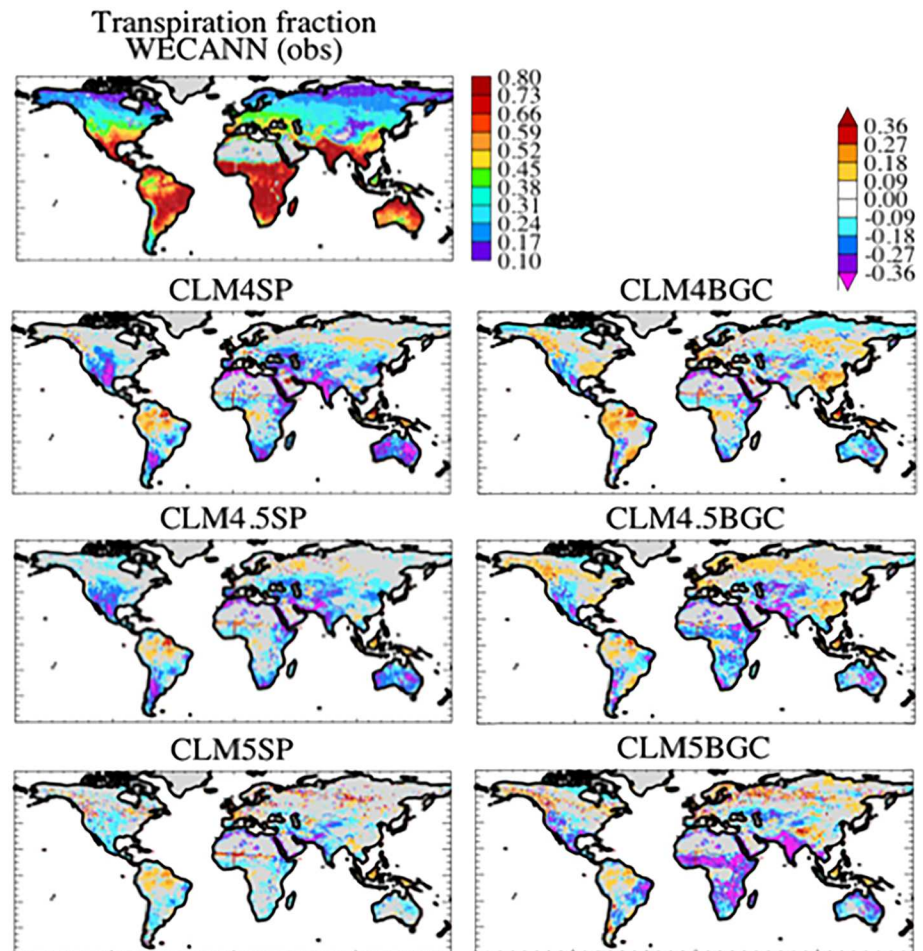 Transpiration fraction
WECANN (obs)
0.80
0.73
0.66
0.59
0.52
0.45
0.38
0.31
0.24
0.17
0.10
0.36
0.27
0.18
0.09
0.00
-0.09
-0.18
-0.27
-0.36
CLM4SP
CLM4BGC
CLM4.5SP
CLM4.5BGC
CLM5SP
CLM5BGC